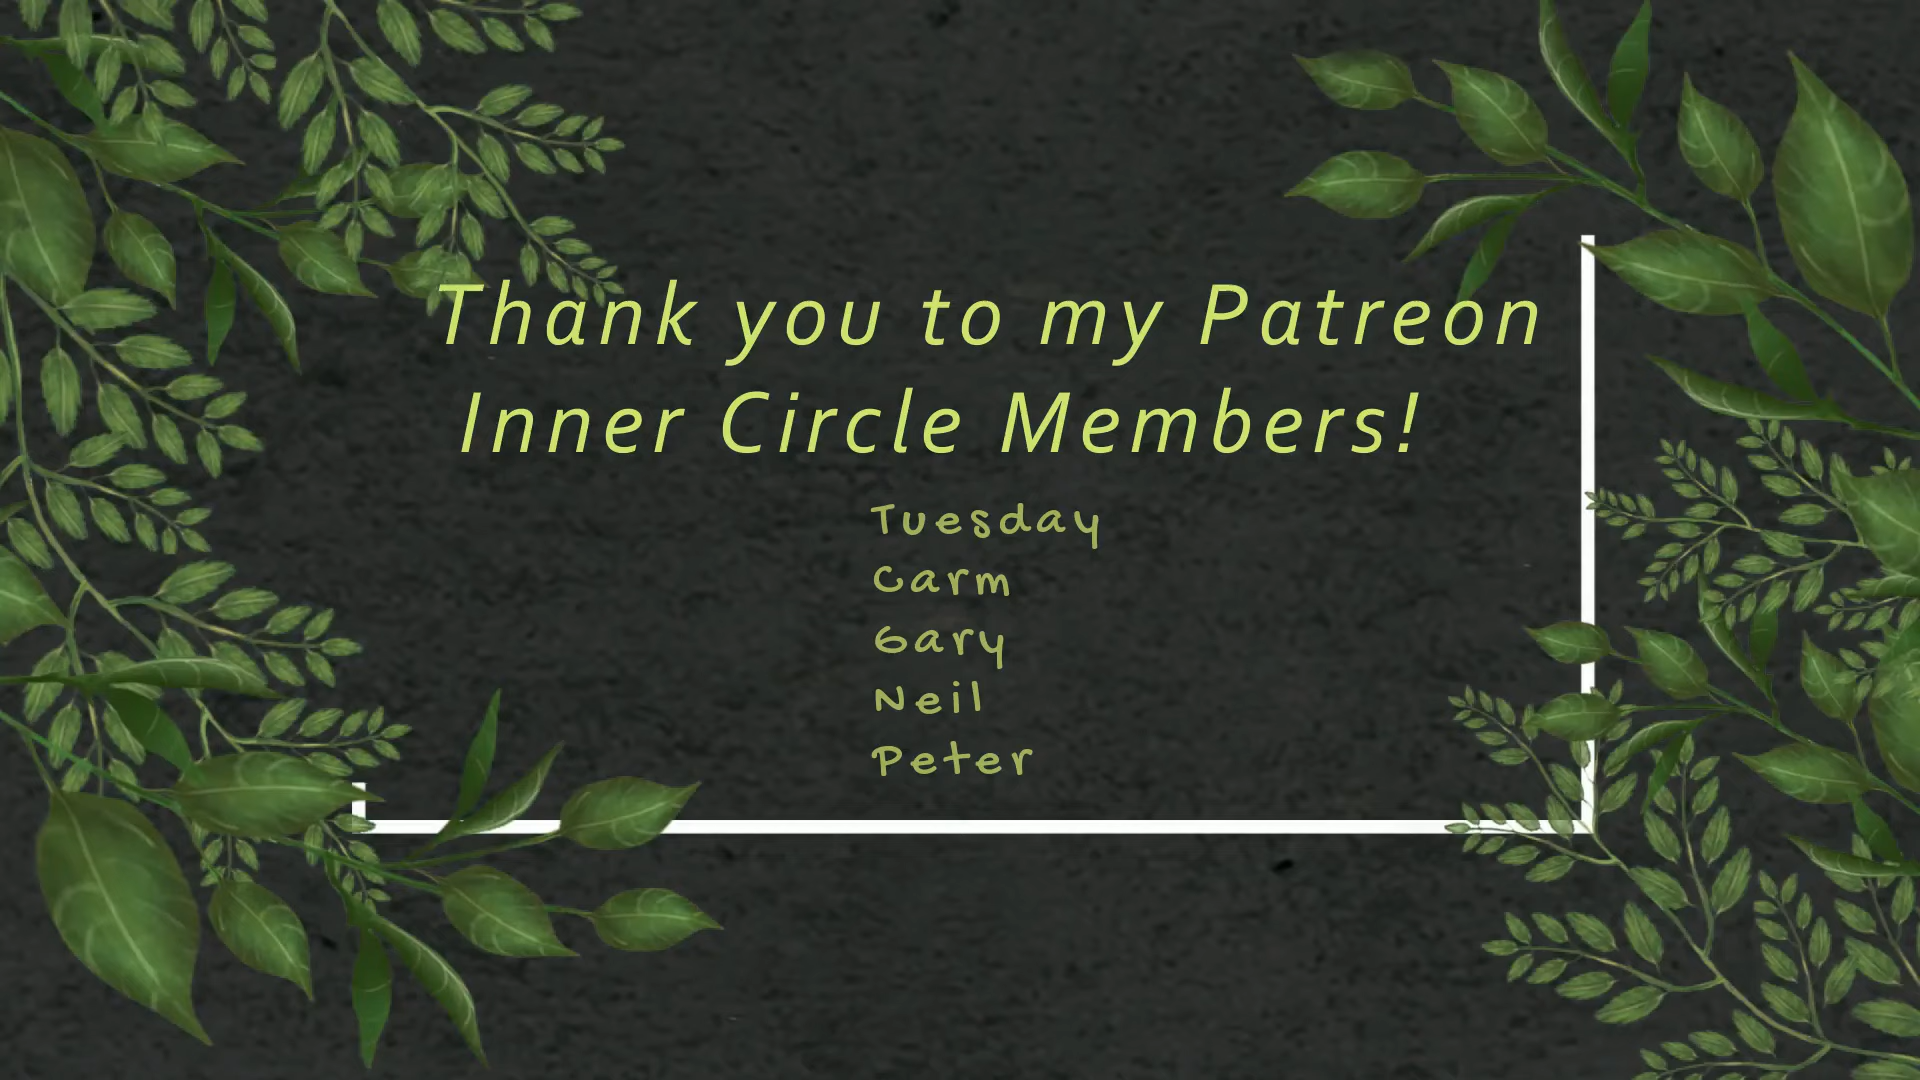 Thank you to my Patreon
Inner Circle Members!
Tuesday
Carm
Gary
Neil
Peter